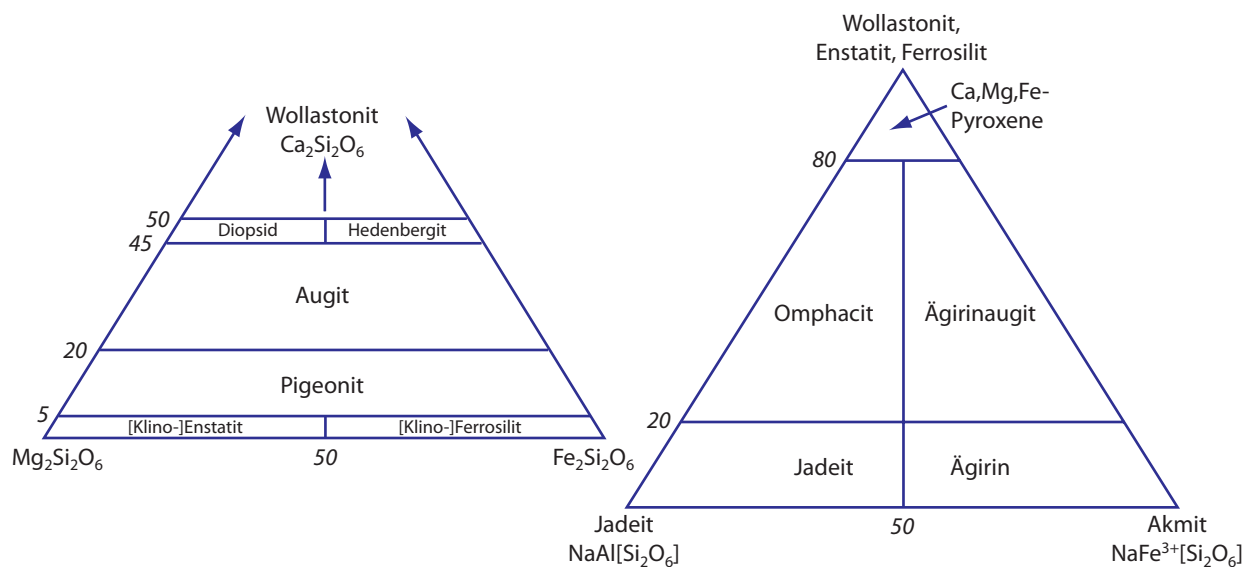 Wollastonit
Ca₂Si₂O₆
50
Diopsid
Hedenbergit
45
Augit
20
Pigeonit
5
[Klino-]Enstatit
[Klino-]Ferrosilit
Mg₂Si₂O₆
50
Fe₂Si₂O₆
Wollastonit,
Enstatit, Ferrosilit
Ca,Mg,Fe-
Pyroxene
80
Omphacit
Ägirinaugit
20
Jadeit
Ägirin
Jadeit
NaAl[Si₂O₆]
50
Akmit
NaFe³⁺[Si₂O₆]